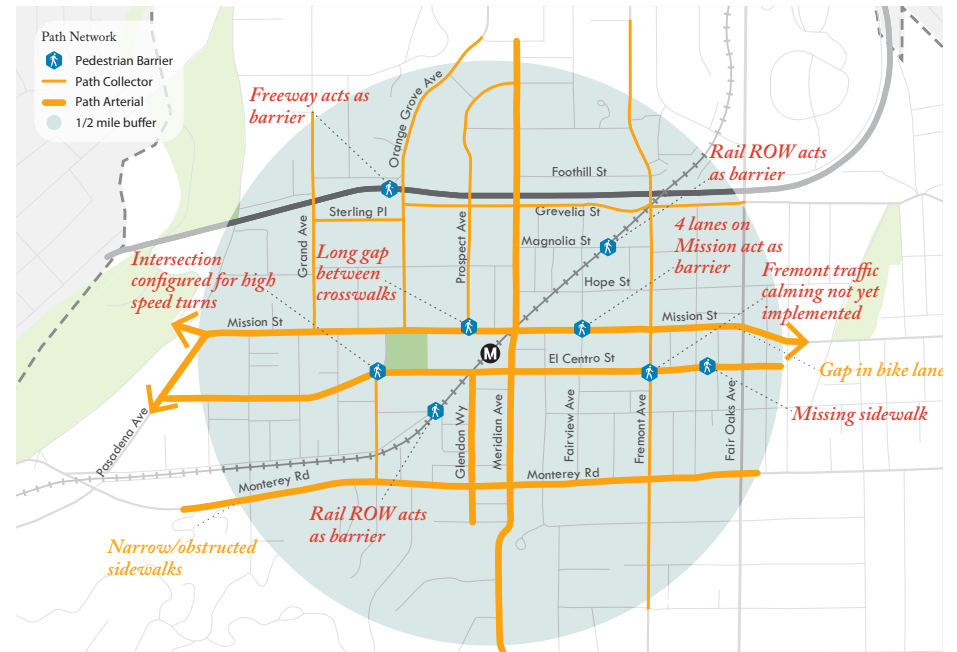 Path Network
Pedestrian Barrier
Path Collector
Path Arterial
1/2 mile buffer
Freeway acts as
barrier
Orange Grove Ave
Rail ROW acts
as barrier
Foothill St
Sterling Pl
Grevelia St
Grand Ave
Prospect Ave
Magnolia St
4 lanes on
Mission act as
barrier
Intersection
configured for high
speed turns
Long gap
between
crosswalks
Hope St
Fremont traffic
calming not yet
implemented
Mission St
Mission St
M
El Centro St
Gap in bike lane
Missing sidewalk
Pasadena Ave
Glendon Wy
Meridian Ave
Fairview Ave
Fremont Ave
Fair Oaks Ave
Monterey Rd
Monterey Rd
Rail ROW acts
as barrier
Narrow/obstructed
sidewalks